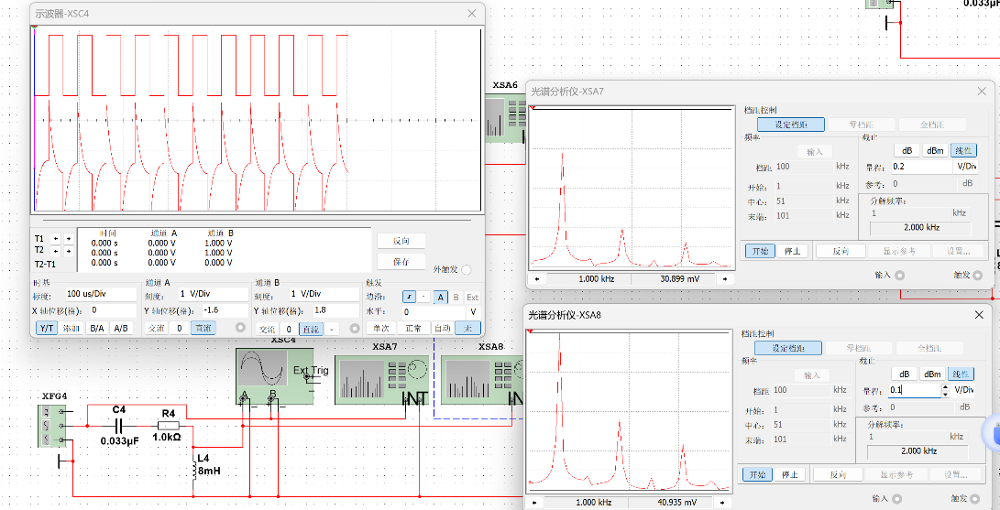 示波器-XSC4
0.033µF
XSA6
光谱分析仪-XSA7
档距控制
设定档距 零档距 全档距
频率 截止
输入 dB dBm 线性
档距: 100 kHz 量程: 0.2 V/Div
开始: 1 kHz 参考: 0 dB
中心: 51 kHz 分解频率:
末端: 101 kHz 1 kHz
2.000 kHz
开始 停止 反向 显示参考 设置...
1.000 kHz 30.899 mV 输入 触发
时间 通道 A 通道 B
T1 0.000 s 0.000 V 1.000 V
T2 0.000 s 0.000 V 1.000 V
T2-T1 0.000 s 0.000 V 0.000 V
反向
保存
外触发
时基 通道 A 通道 B 触发
标度: 100 us/Div 刻度: 1 V/Div 刻度: 1 V/Div 边沿: A B Ext
X 轴位移(格): 0 Y 轴位移(格): -1.6 Y 轴位移(格): 1.8 水平: 0 V
Y/T 添加 B/A A/B 交流 0 直流 交流 0 直流 - 单次 正常 自动 无
光谱分析仪-XSA8
档距控制
设定档距 零档距 全档距
频率 截止
输入 dB dBm 线性
档距: 100 kHz 量程: 0.1 V/Div
开始: 1 kHz 参考: 0 dB
中心: 51 kHz 分解频率:
末端: 101 kHz 1 kHz
2.000 kHz
开始 停止 反向 显示参考 设置...
1.000 kHz 40.935 mV 输入 触发
XSC4 XSA7 XSA8
Ext Trig
A B
INT INT
XFG4
C4 R4
0.033µF 1.0kΩ
L4
8mH